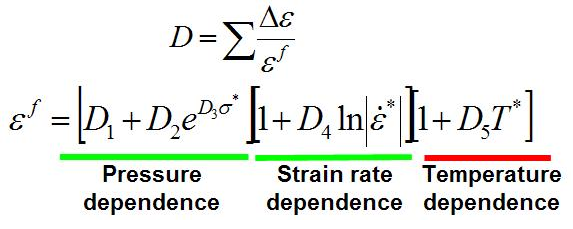 D = ∑ Δε / ε^f
ε^f = [D₁ + D₂e^{D₃σ*}][1 + D₄ ln|ε̇*|][1 + D₅T*]
Pressure dependence
Strain rate dependence
Temperature dependence